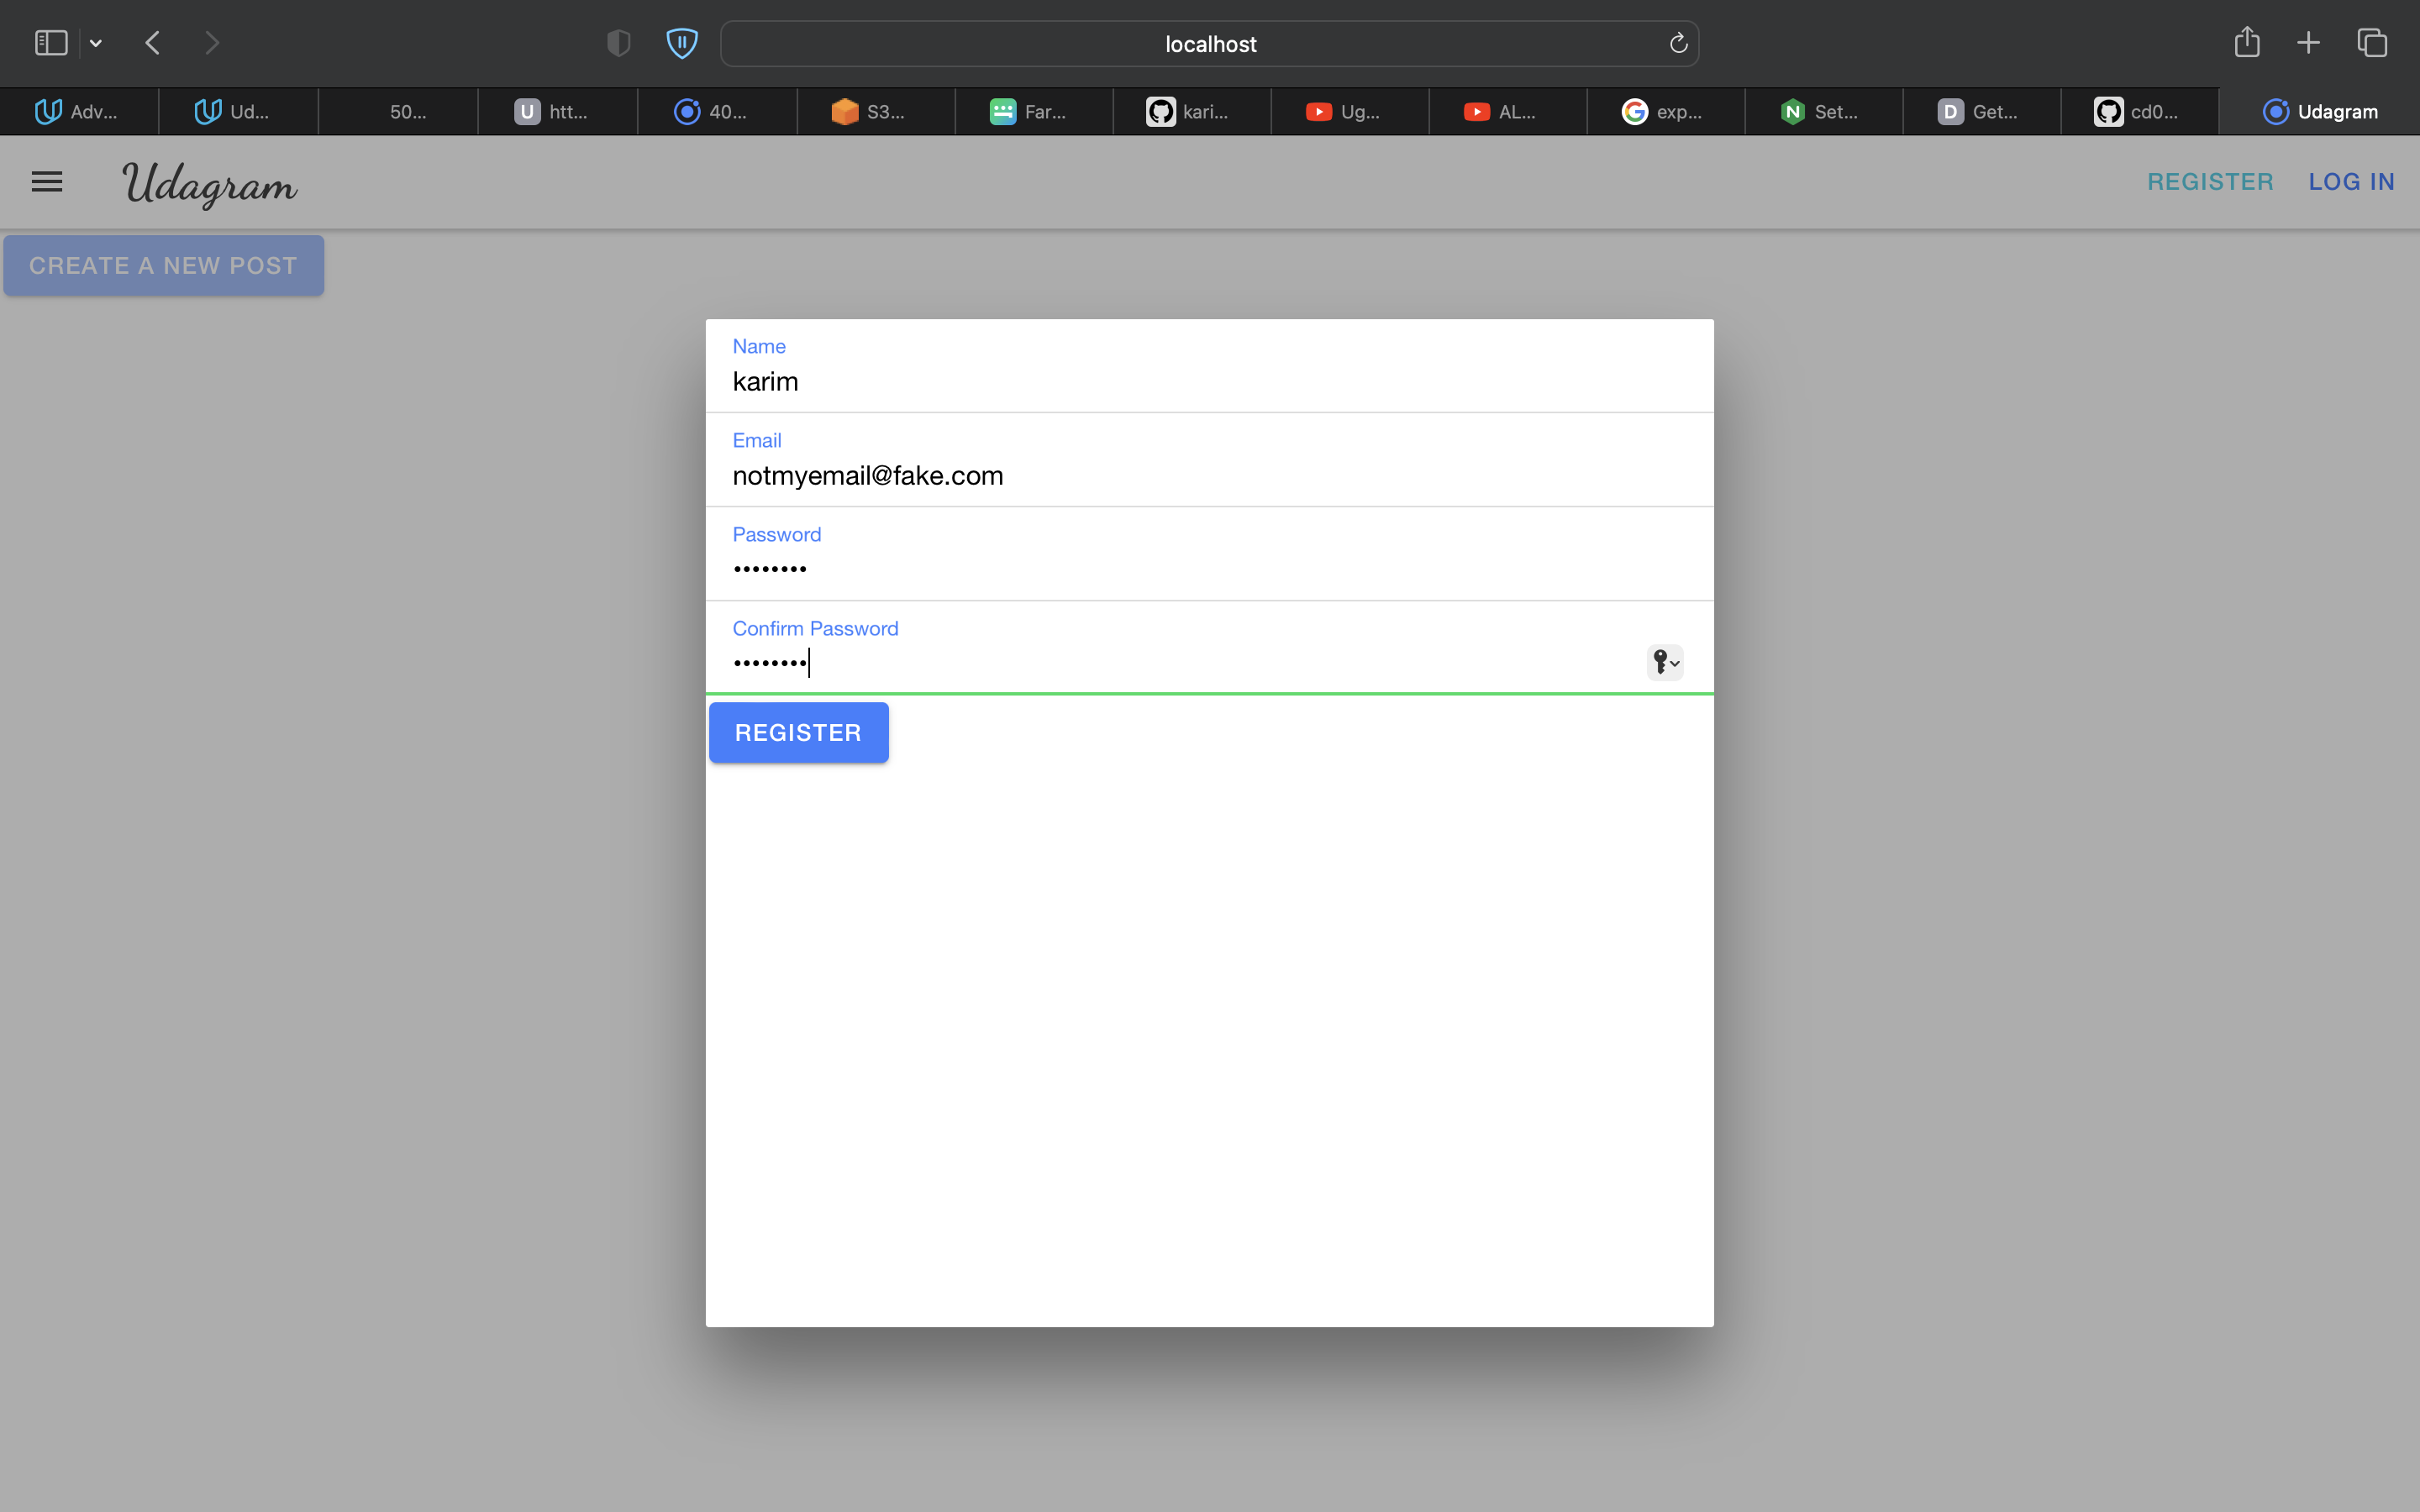 localhost
Adv...
Ud...
50...
U htt...
40...
S3...
Far...
kari...
Ug...
AL...
G exp...
N Set...
D Get...
cd0...
Udagram
Udagram
REGISTER
LOG IN
CREATE A NEW POST
Name
karim
Email
notmyemail@fake.com
Password
••••••••
Confirm Password
••••••••
REGISTER